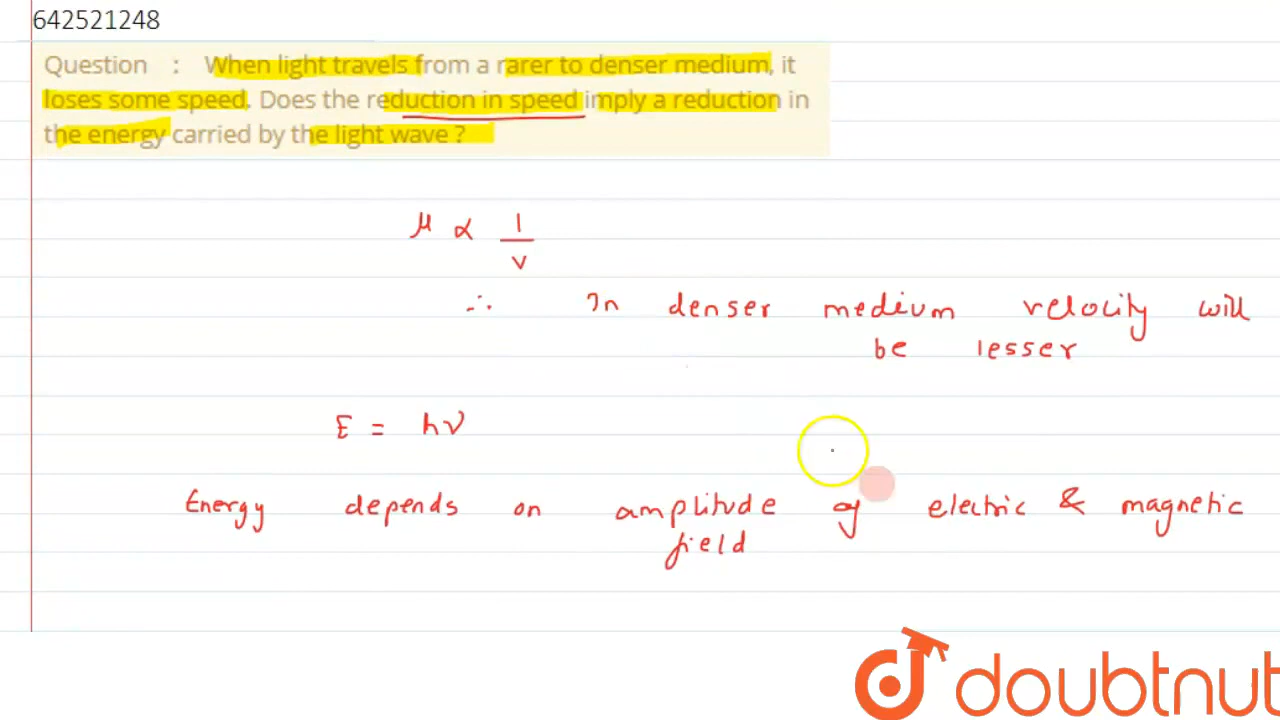 642521248
Question : When light travels from a rarer to denser medium, it
loses some speed. Does the reduction in speed imply a reduction in
the energy carried by the light wave ?
μ ∝ 1/v
∴ In denser medium velocity will
be lesser
E = hν
Energy depends on amplitude of electric & magnetic
field
doubtnut